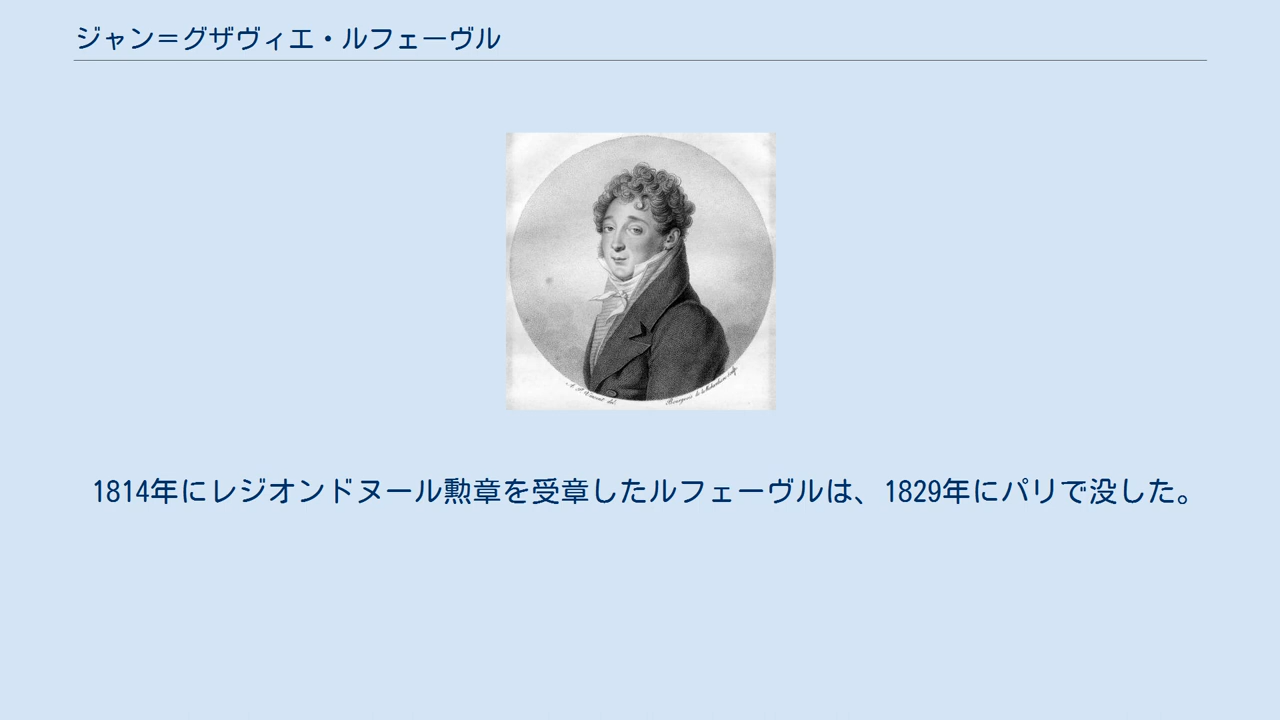 ジャン＝グザヴィエ・ルフェーヴル
1814年にレジオンドヌール勲章を受章したルフェーヴルは、1829年にパリで没した。